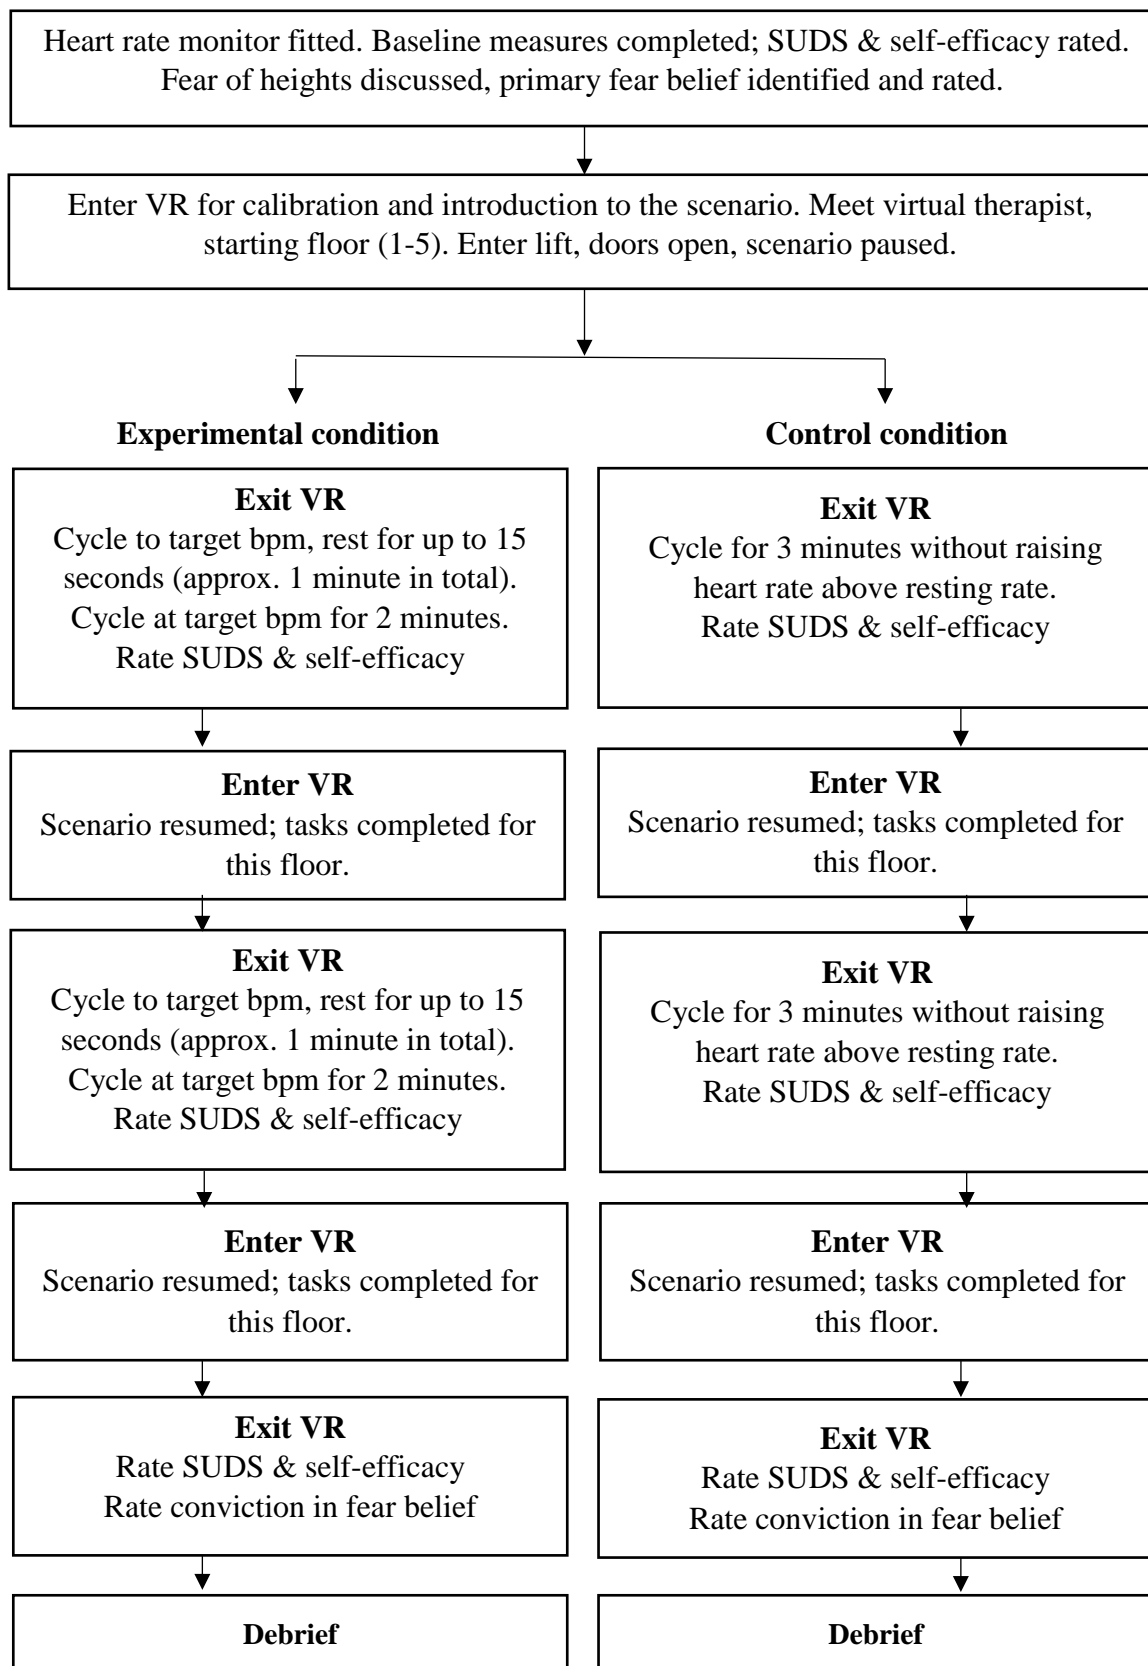 Heart rate monitor fitted. Baseline measures completed; SUDS & self-efficacy rated.
Fear of heights discussed, primary fear belief identified and rated.
Enter VR for calibration and introduction to the scenario. Meet virtual therapist,
starting floor (1-5). Enter lift, doors open, scenario paused.
Experimental condition
Exit VR
Cycle to target bpm, rest for up to 15
seconds (approx. 1 minute in total).
Cycle at target bpm for 2 minutes.
Rate SUDS & self-efficacy
Enter VR
Scenario resumed; tasks completed for
this floor.
Exit VR
Cycle to target bpm, rest for up to 15
seconds (approx. 1 minute in total).
Cycle at target bpm for 2 minutes.
Rate SUDS & self-efficacy
Enter VR
Scenario resumed; tasks completed for
this floor.
Exit VR
Rate SUDS & self-efficacy
Rate conviction in fear belief
Debrief
Control condition
Exit VR
Cycle for 3 minutes without raising
heart rate above resting rate.
Rate SUDS & self-efficacy
Enter VR
Scenario resumed; tasks completed for
this floor.
Exit VR
Cycle for 3 minutes without raising
heart rate above resting rate.
Rate SUDS & self-efficacy
Enter VR
Scenario resumed; tasks completed for
this floor.
Exit VR
Rate SUDS & self-efficacy
Rate conviction in fear belief
Debrief